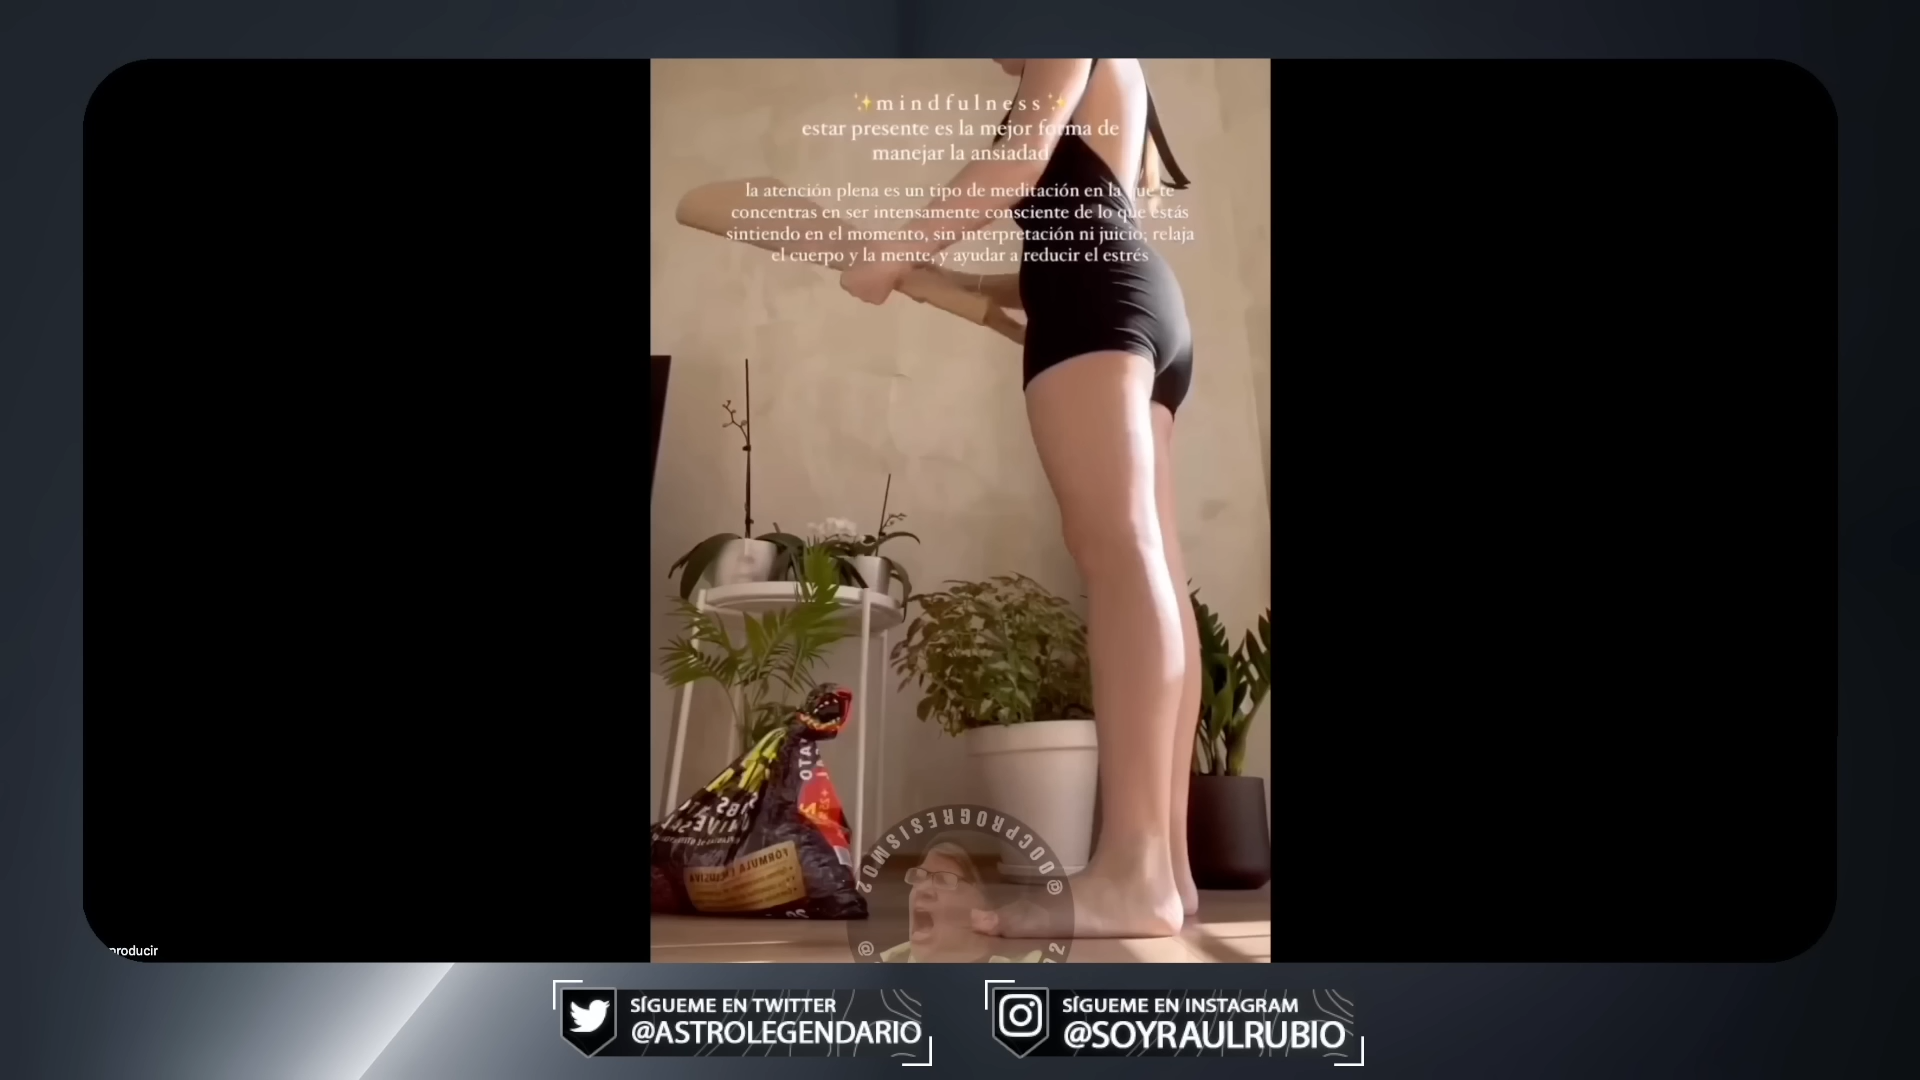 ✨mindfulness✨
estar presente es la mejor forma de
manejar la ansiadad
la atención plena es un tipo de meditación en la que te
concentras en ser intensamente consciente de lo que estás
sintiendo en el momento, sin interpretación ni juicio; relaja
el cuerpo y la mente, y ayudar a reducir el estrés
FÓRMULA
@OOCPROGRESISMO2
producir
SÍGUEME EN TWITTER
@ASTROLEGENDARIO
SÍGUEME EN INSTAGRAM
@SOYRAULRUBIO